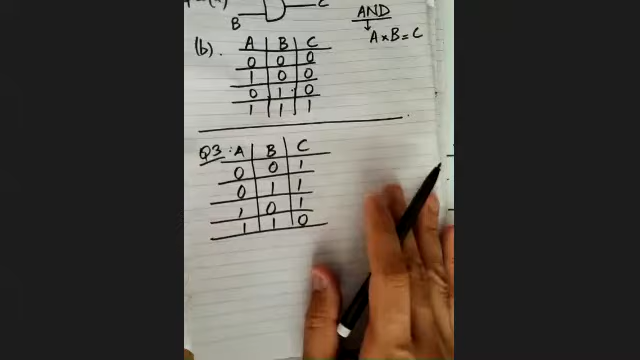 B C
AND
A × B = C
(b). A B C
0 0 0
1 0 0
0 1 0
1 1 1
Q3: A B C
0 0 1
0 1 1
1 0 1
1 1 0